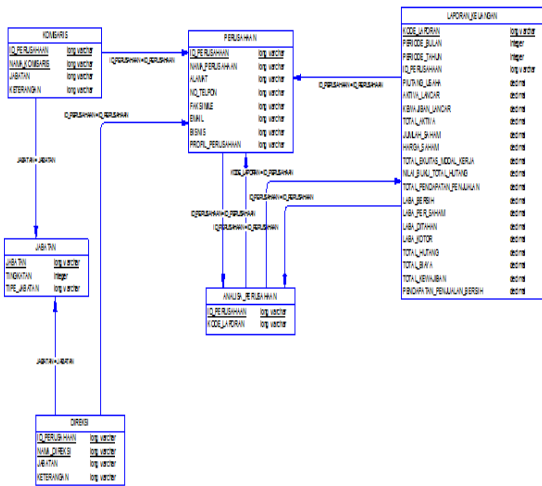 KOMISARIS
ID_PERUSAHAAN long varchar
NAMA_KOMISARIS long varchar
JABATAN long varchar
KETERANGAN long varchar
PERUSAHAAN
ID_PERUSAHAAN long varchar
NAMA_PERUSAHAAN long varchar
ALAMAT long varchar
NO_TELPON long varchar
FAKSIMILE long varchar
EMAIL long varchar
BISNIS long varchar
PROFIL_PERUSAHAAN long varchar
LAPORAN_KEUANGAN
KODE_LAPORAN long varchar
PERIODE_BULAN integer
PERIODE_TAHUN integer
ID_PERUSAHAAN long varchar
PIUTANG_USAHA decimal
AKTIVA_LANCAR decimal
KEWAJIBAN_LANCAR decimal
TOTAL_AKTIVA decimal
JUMLAH_SAHAM decimal
HARGA_SAHAM decimal
TOTAL_EKUITAS_MODAL_KERJA decimal
NILAI_BUKU_TOTAL_HUTANG decimal
TOTAL_PENDAPATAN_PENJUALAN decimal
LABA_BERSIH decimal
LABA_PER_SAHAM decimal
LABA_DITAHAN decimal
LABA_KOTOR decimal
TOTAL_HUTANG decimal
TOTAL_BIAYA decimal
TOTAL_KEWAJIBAN decimal
PENDAPATAN_PENJUALAN_BERSIH decimal
ID_PERUSAHAAN = ID_PERUSAHAAN
ID_PERUSAHAAN = ID_PERUSAHAAN
ID_PERUSAHAAN = ID_PERUSAHAAN
JABATAN = JABATAN
KODE_LAPORAN = ID_PERUSAHAAN
ID_PERUSAHAAN = ID_PERUSAHAAN
ID_PERUSAHAAN = ID_PERUSAHAAN
JABATAN
JABATAN long varchar
TINGKATAN integer
TYPE_JABATAN long varchar
ANALISA_PERUSAHAAN
ID_PERUSAHAAN long varchar
KODE_LAPORAN long varchar
JABATAN = JABATAN
DIREKSI
ID_PERUSAHAAN long varchar
NAMA_DIREKSI long varchar
JABATAN long varchar
KETERANGAN long varchar